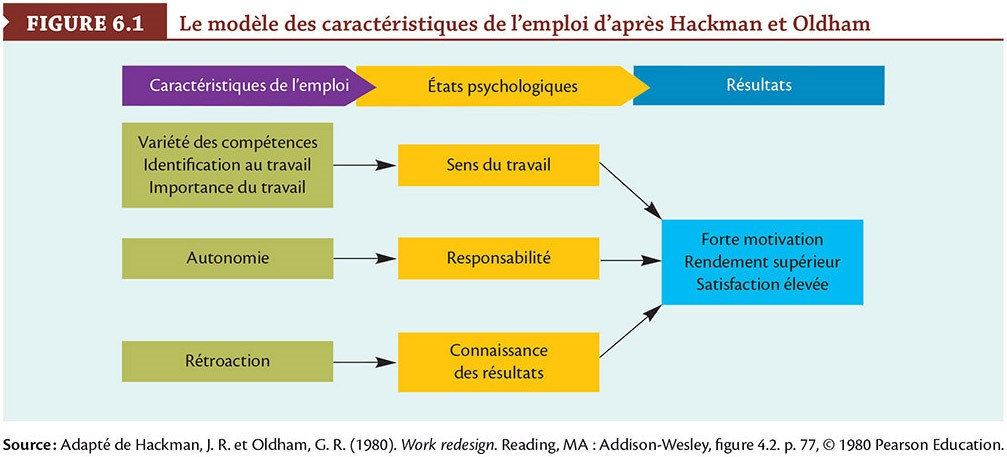 FIGURE 6.1 Le modèle des caractéristiques de l’emploi d’après Hackman et Oldham
Caractéristiques de l’emploi
États psychologiques
Résultats
Variété des compétences
Identification au travail
Importance du travail
Sens du travail
Autonomie
Responsabilité
Forte motivation
Rendement supérieur
Satisfaction élevée
Rétroaction
Connaissance
des résultats
Source : Adapté de Hackman, J. R. et Oldham, G. R. (1980). Work redesign. Reading, MA : Addison-Wesley, figure 4.2. p. 77, © 1980 Pearson Education.